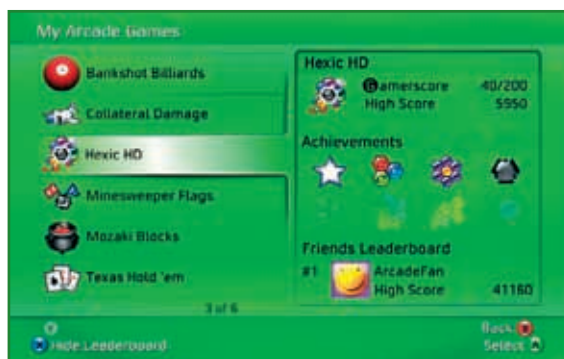 My Arcade Games
Bankshot Billiards
Collateral Damage
Hexic HD
Minesweeper Flags
Mozaki Blocks
Texas Hold 'em
3 of 6
Hexic HD
Gamerscore 40/200
High Score 5950
Achievements
Friends Leaderboard
#1 ArcadeFan
High Score 41160
Hide Leaderboard
Back B
Select A